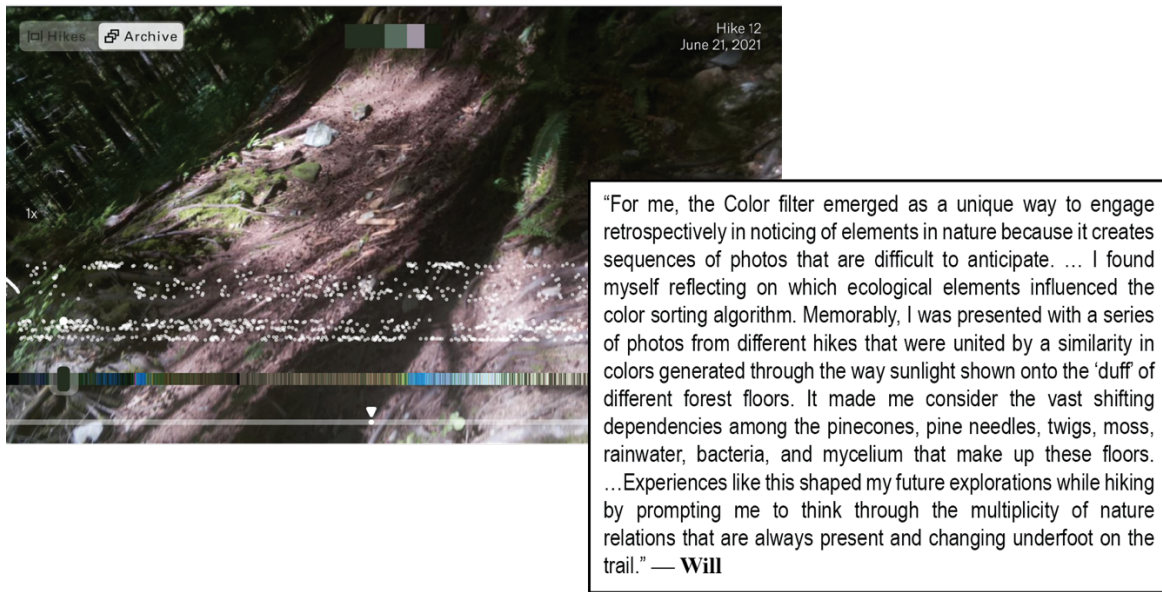 Hikes
Archive
Hike 12
June 21, 2021
1x
“For me, the Color filter emerged as a unique way to engage
retrospectively in noticing of elements in nature because it creates
sequences of photos that are difficult to anticipate. … I found
myself reflecting on which ecological elements influenced the
color sorting algorithm. Memorably, I was presented with a series
of photos from different hikes that were united by a similarity in
colors generated through the way sunlight shown onto the ‘duff’ of
different forest floors. It made me consider the vast shifting
dependencies among the pinecones, pine needles, twigs, moss,
rainwater, bacteria, and mycelium that make up these floors.
…Experiences like this shaped my future explorations while hiking
by prompting me to think through the multiplicity of nature
relations that are always present and changing underfoot on the
trail.” — Will